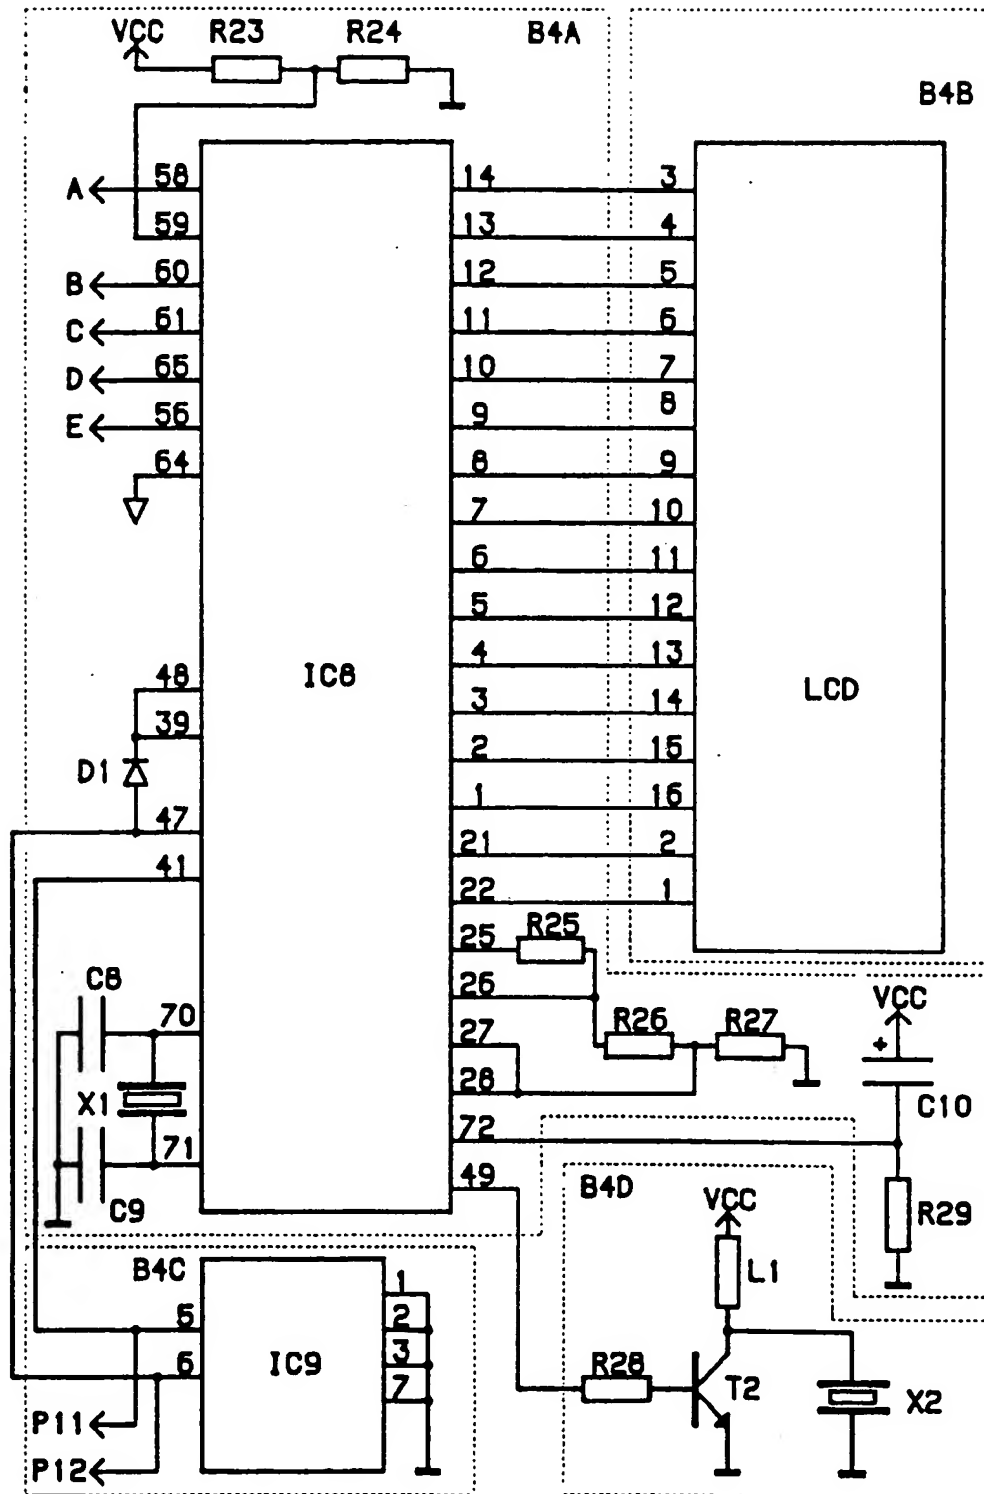 VCC R23 R24 B4A
B4B
A 58 14 3
59 13 4
B 60 12 5
C 61 11 6
D 65 10 7
E 56 9 8
64 8 9
7 10
6 11
5 12
4 13
IC8 LCD
48 3 14
39 2 15
D1
47 1 16
41 21 2
22 1
25 R25
C8 26 VCC
70 27 R26 R27
+
X1 28 C10
71 72
C9 49 B4D VCC R29
B4C 1 L1
5 2
6 IC9 3
7 R28 T2 X2
P11
P12